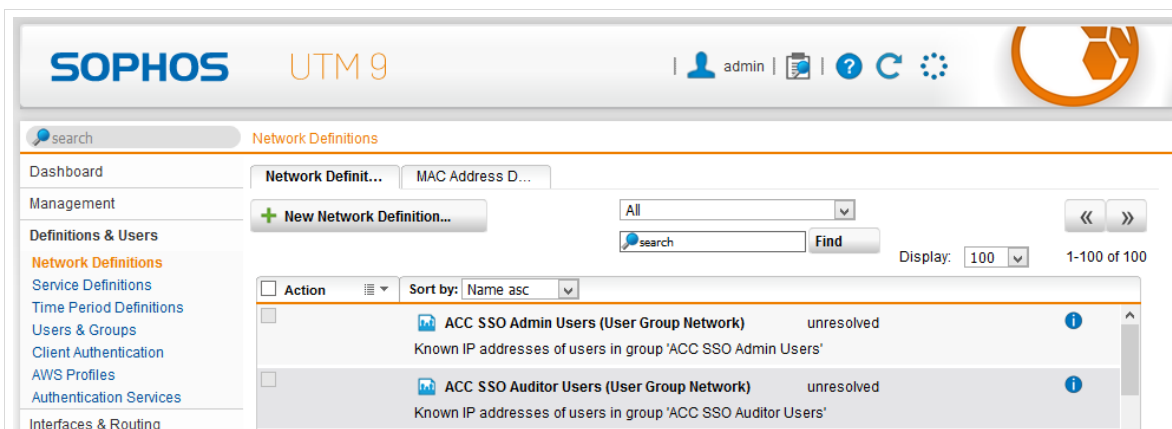 SOPHOS UTM 9
| admin | | ?
search
Network Definitions
Dashboard
Management
Definitions & Users
Network Definitions
Service Definitions
Time Period Definitions
Users & Groups
Client Authentication
AWS Profiles
Authentication Services
Interfaces & Routing
Network Definit... MAC Address D...
+ New Network Definition...
All
search Find
Display: 100
« »
1-100 of 100
Action Sort by: Name asc
ACC SSO Admin Users (User Group Network) unresolved i
Known IP addresses of users in group 'ACC SSO Admin Users'
ACC SSO Auditor Users (User Group Network) unresolved i
Known IP addresses of users in group 'ACC SSO Auditor Users'